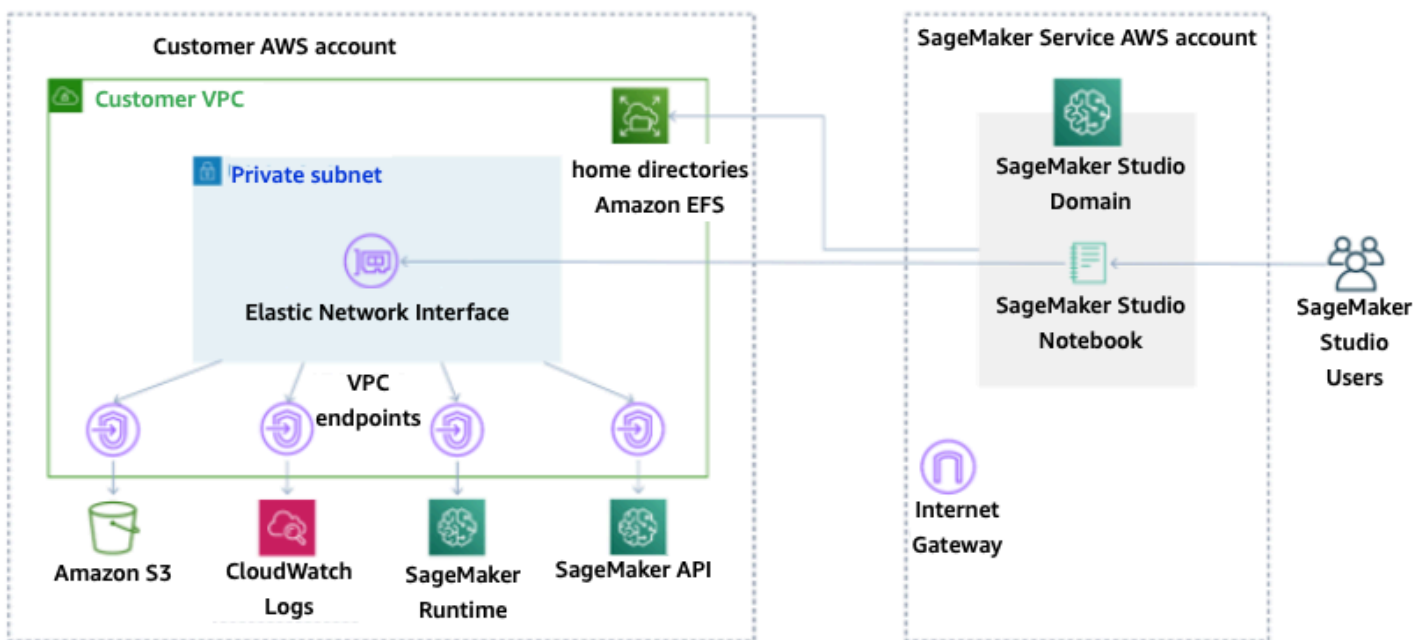 Customer AWS account
SageMaker Service AWS account
Customer VPC
home directories
Amazon EFS
Private subnet
Elastic Network Interface
VPC
endpoints
SageMaker Studio
Domain
SageMaker Studio
Notebook
SageMaker
Studio
Users
Internet
Gateway
Amazon S3
CloudWatch
Logs
SageMaker
Runtime
SageMaker API